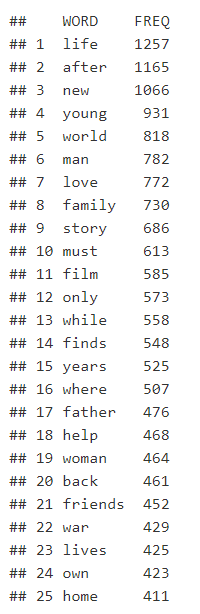 ##    WORD    FREQ
## 1  life    1257
## 2  after   1165
## 3  new     1066
## 4  young    931
## 5  world    818
## 6  man      782
## 7  love     772
## 8  family   730
## 9  story    686
## 10 must     613
## 11 film     585
## 12 only     573
## 13 while    558
## 14 finds    548
## 15 years    525
## 16 where    507
## 17 father   476
## 18 help     468
## 19 woman    464
## 20 back     461
## 21 friends  452
## 22 war      429
## 23 lives    425
## 24 own      423
## 25 home     411